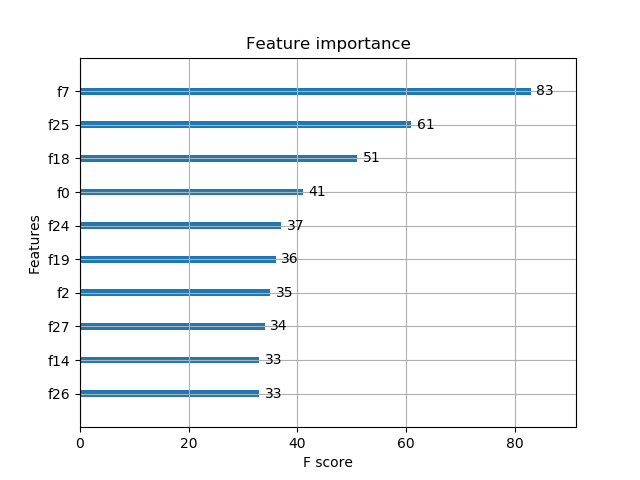 Feature importance
f7 83
f25 61
f18 51
f0 41
f24 37
f19 36
f2 35
f27 34
f14 33
f26 33
Features
0 20 40 60 80
F score